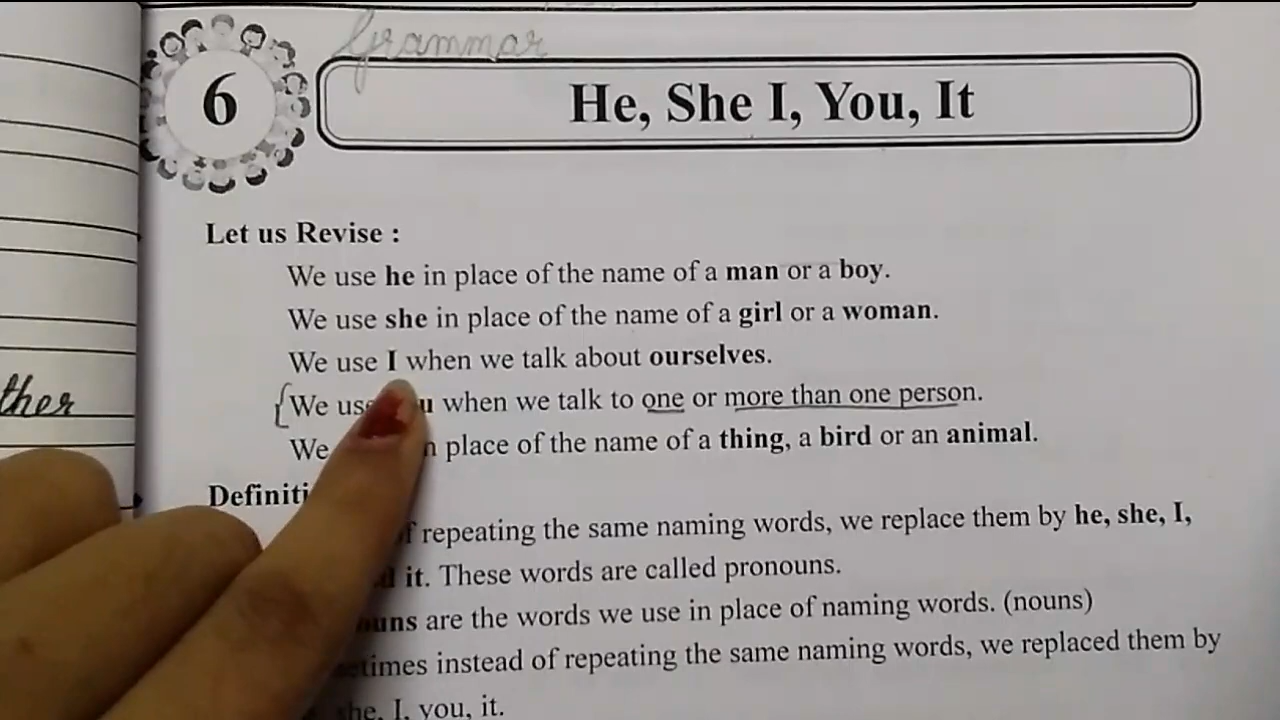 Grammar
6
He, She I, You, It
Let us Revise :
We use he in place of the name of a man or a boy.
We use she in place of the name of a girl or a woman.
We use I when we talk about ourselves.
We when we talk to one or more than one person.
We place of the name of a thing, a bird or an animal.
repeating the same naming words, we replace them by he, she, I,
it. These words are called pronouns.
are the words we use in place of naming words. (nouns)
instead of repeating the same naming words, we replaced them by
she, I, you, it.
ther